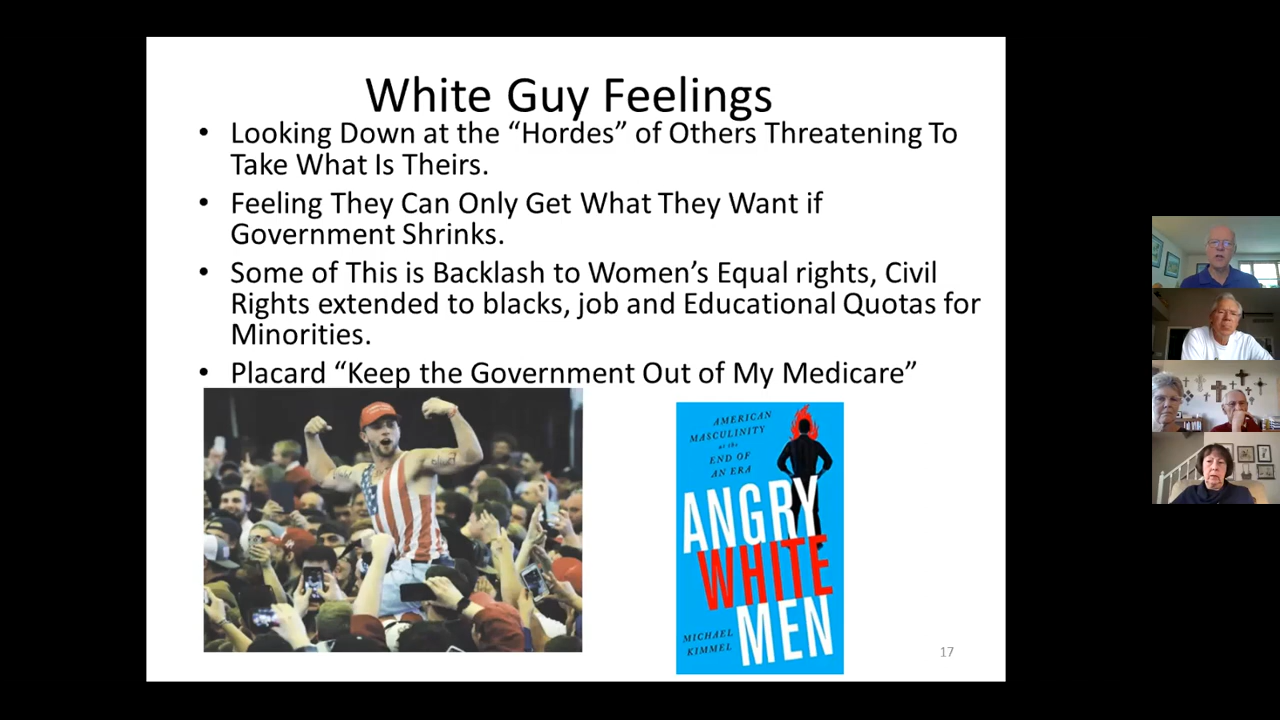 White Guy Feelings
• Looking Down at the “Hordes” of Others Threatening To
Take What Is Theirs.
• Feeling They Can Only Get What They Want if
Government Shrinks.
• Some of This is Backlash to Women’s Equal rights, Civil
Rights extended to blacks, job and Educational Quotas for
Minorities.
• Placard “Keep the Government Out of My Medicare”
AMERICAN
MASCULINITY
at the
END OF
AN ERA
ANGRY
WHITE
MEN
MICHAEL
KIMMEL
17